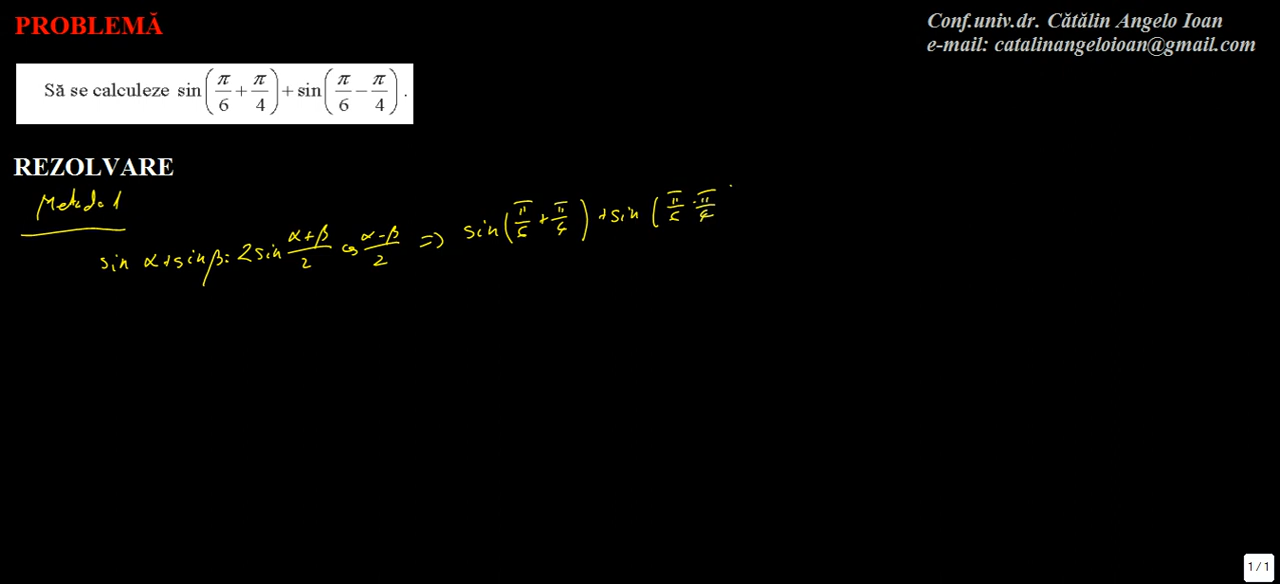 PROBLEMĂ
Conf.univ.dr. Cătălin Angelo Ioan
e-mail: catalinangeloioan@gmail.com
Să se calculeze sin(π/6 + π/4) + sin(π/6 − π/4).
REZOLVARE
Metoda 1
sin α + sin β = 2 sin (α+β)/2 cos (α−β)/2 ⇒ sin(π/6 + π/4) + sin(π/6 - π/4
1/1